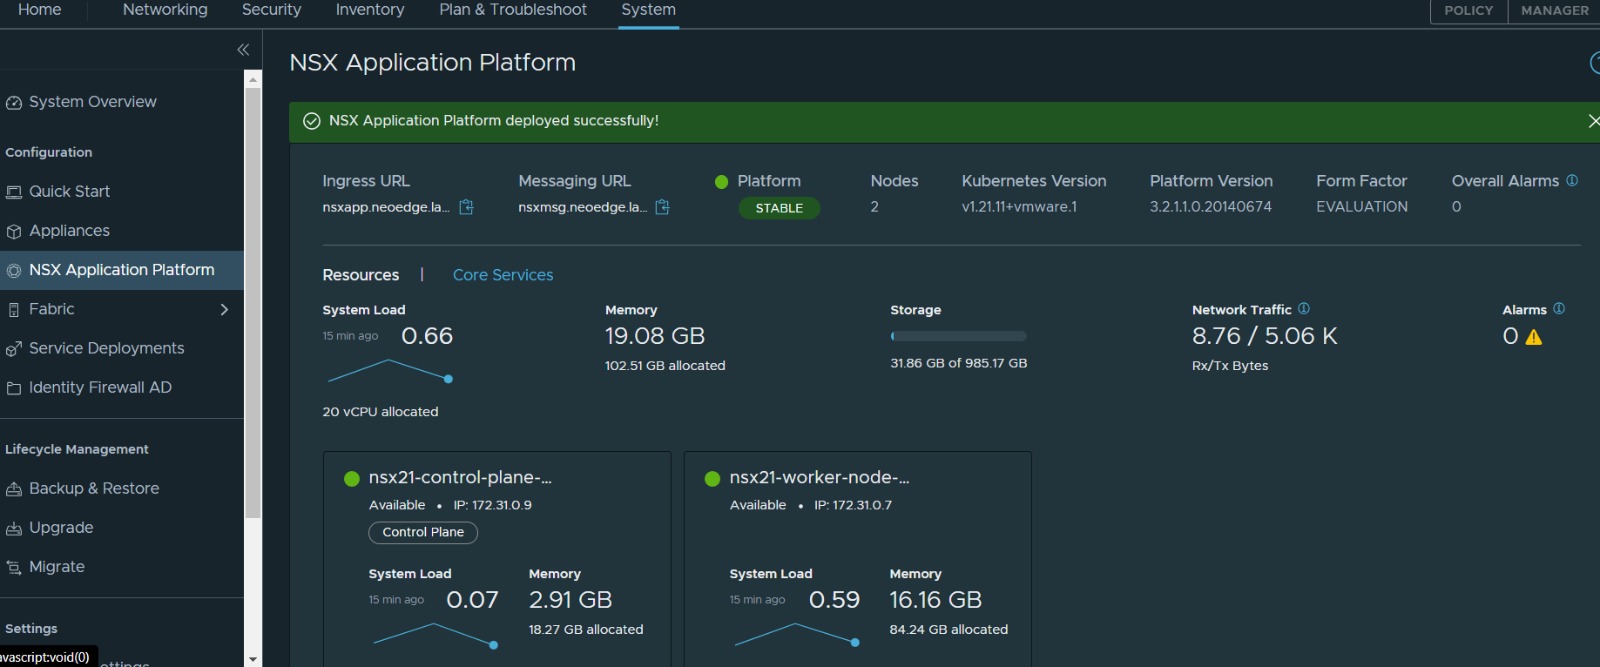 Home Networking Security Inventory Plan & Troubleshoot System POLICY MANAGER
System Overview
Configuration
Quick Start
Appliances
NSX Application Platform
Fabric
Service Deployments
Identity Firewall AD
Lifecycle Management
Backup & Restore
Upgrade
Migrate
Settings
avascript:void(0)
NSX Application Platform
NSX Application Platform deployed successfully!
Ingress URL Messaging URL Platform Nodes Kubernetes Version Platform Version Form Factor Overall Alarms
nsxapp.neoedge.la... nsxmsg.neoedge.la... STABLE 2 v1.21.11+vmware.1 3.2.1.1.0.20140674 EVALUATION 0
Resources | Core Services
System Load Memory Storage Network Traffic Alarms
15 min ago 0.66 19.08 GB 8.76 / 5.06 K 0
102.51 GB allocated 31.86 GB of 985.17 GB Rx/Tx Bytes
20 vCPU allocated
nsx21-control-plane-...
Available • IP: 172.31.0.9
Control Plane
System Load Memory
15 min ago 0.07 2.91 GB
18.27 GB allocated
nsx21-worker-node-...
Available • IP: 172.31.0.7
System Load Memory
15 min ago 0.59 16.16 GB
84.24 GB allocated